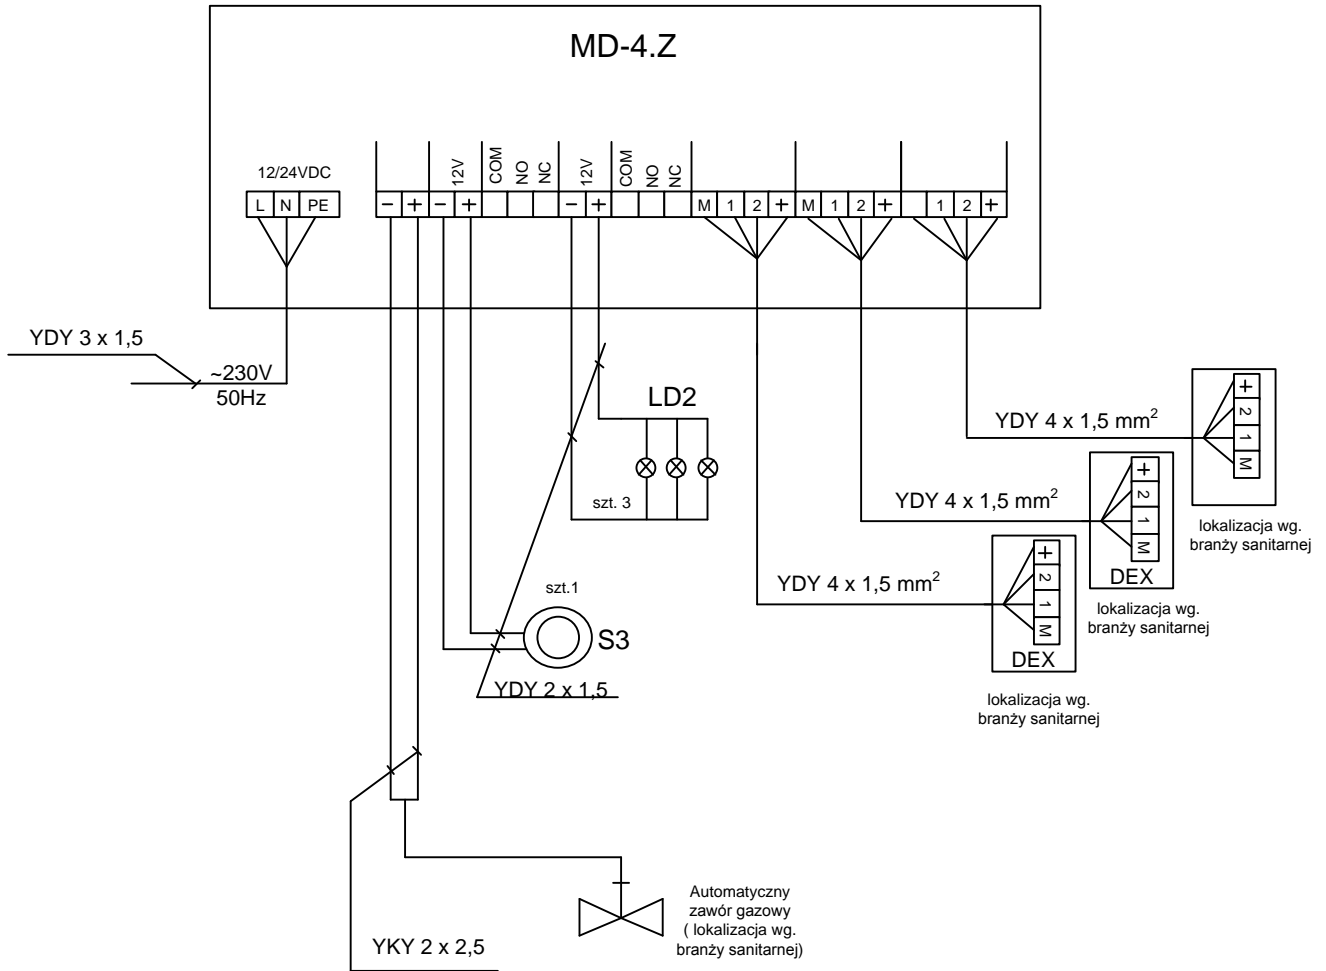 MD-4.Z
12/24VDC
12V
COM
NO
NC
12V
COM
NO
NC
L N PE
− + − + − + M 1 2 + M 1 2 + 1 2 +
YDY 3 x 1,5
~230V
50Hz
LD2
szt. 3
szt.1
S3
YDY 2 x 1,5
YKY 2 x 2,5
Automatyczny
zawór gazowy
( lokalizacja wg.
branży sanitarnej)
YDY 4 x 1,5 mm²
+ 2 1 M
lokalizacja wg.
branży sanitarnej
YDY 4 x 1,5 mm²
+ 2 1 M
DEX
lokalizacja wg.
branży sanitarnej
YDY 4 x 1,5 mm²
+ 2 1 M
DEX
lokalizacja wg.
branży sanitarnej